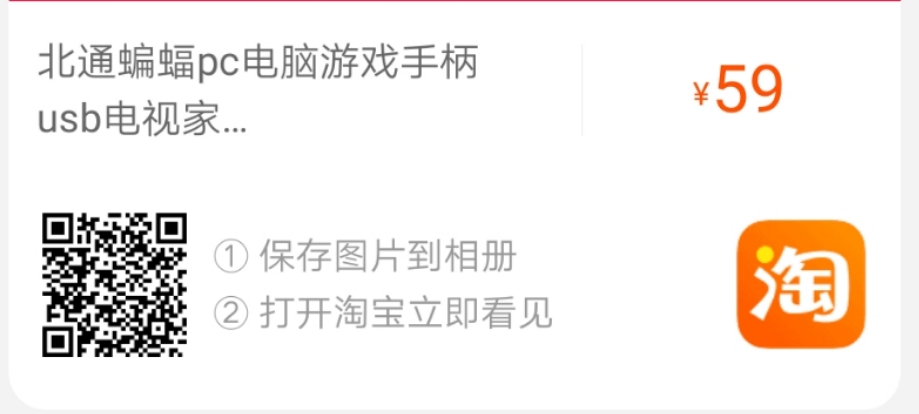 北通蝙蝠pc电脑游戏手柄
usb电视家...
¥59
① 保存图片到相册
② 打开淘宝立即看见
淘